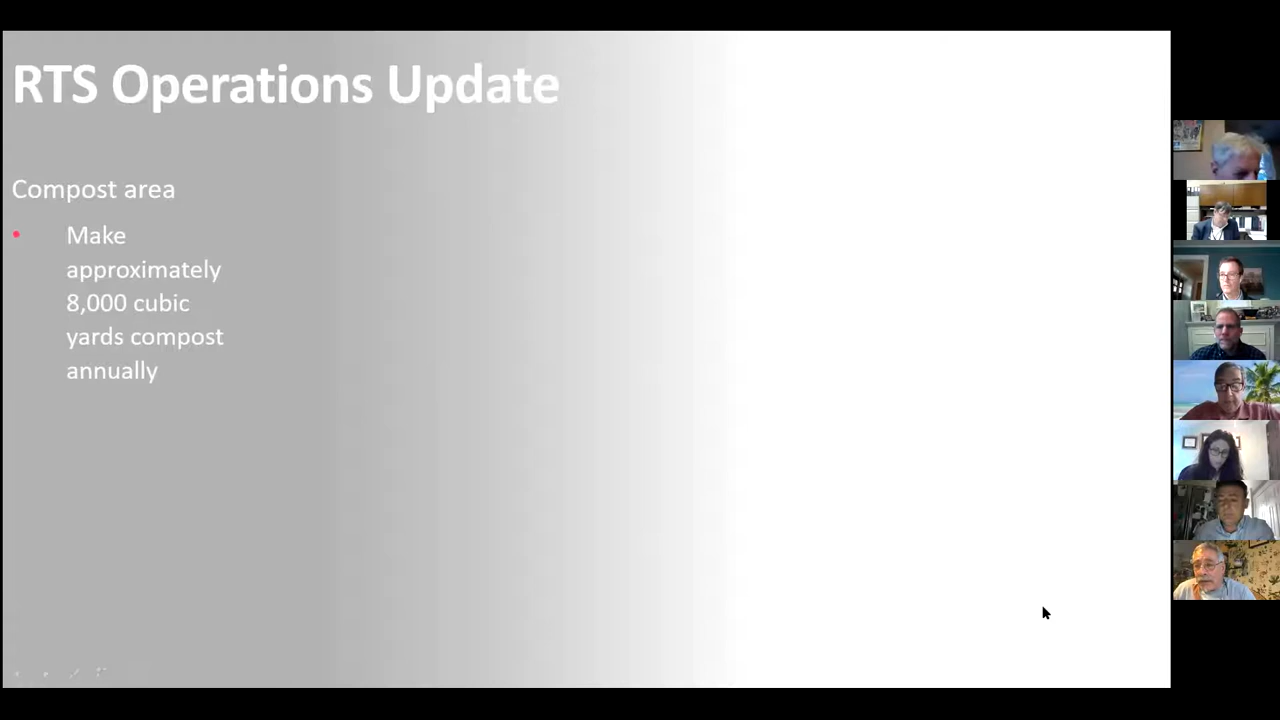 RTS Operations Update
Compost area
• Make
approximately
8,000 cubic
yards compost
annually